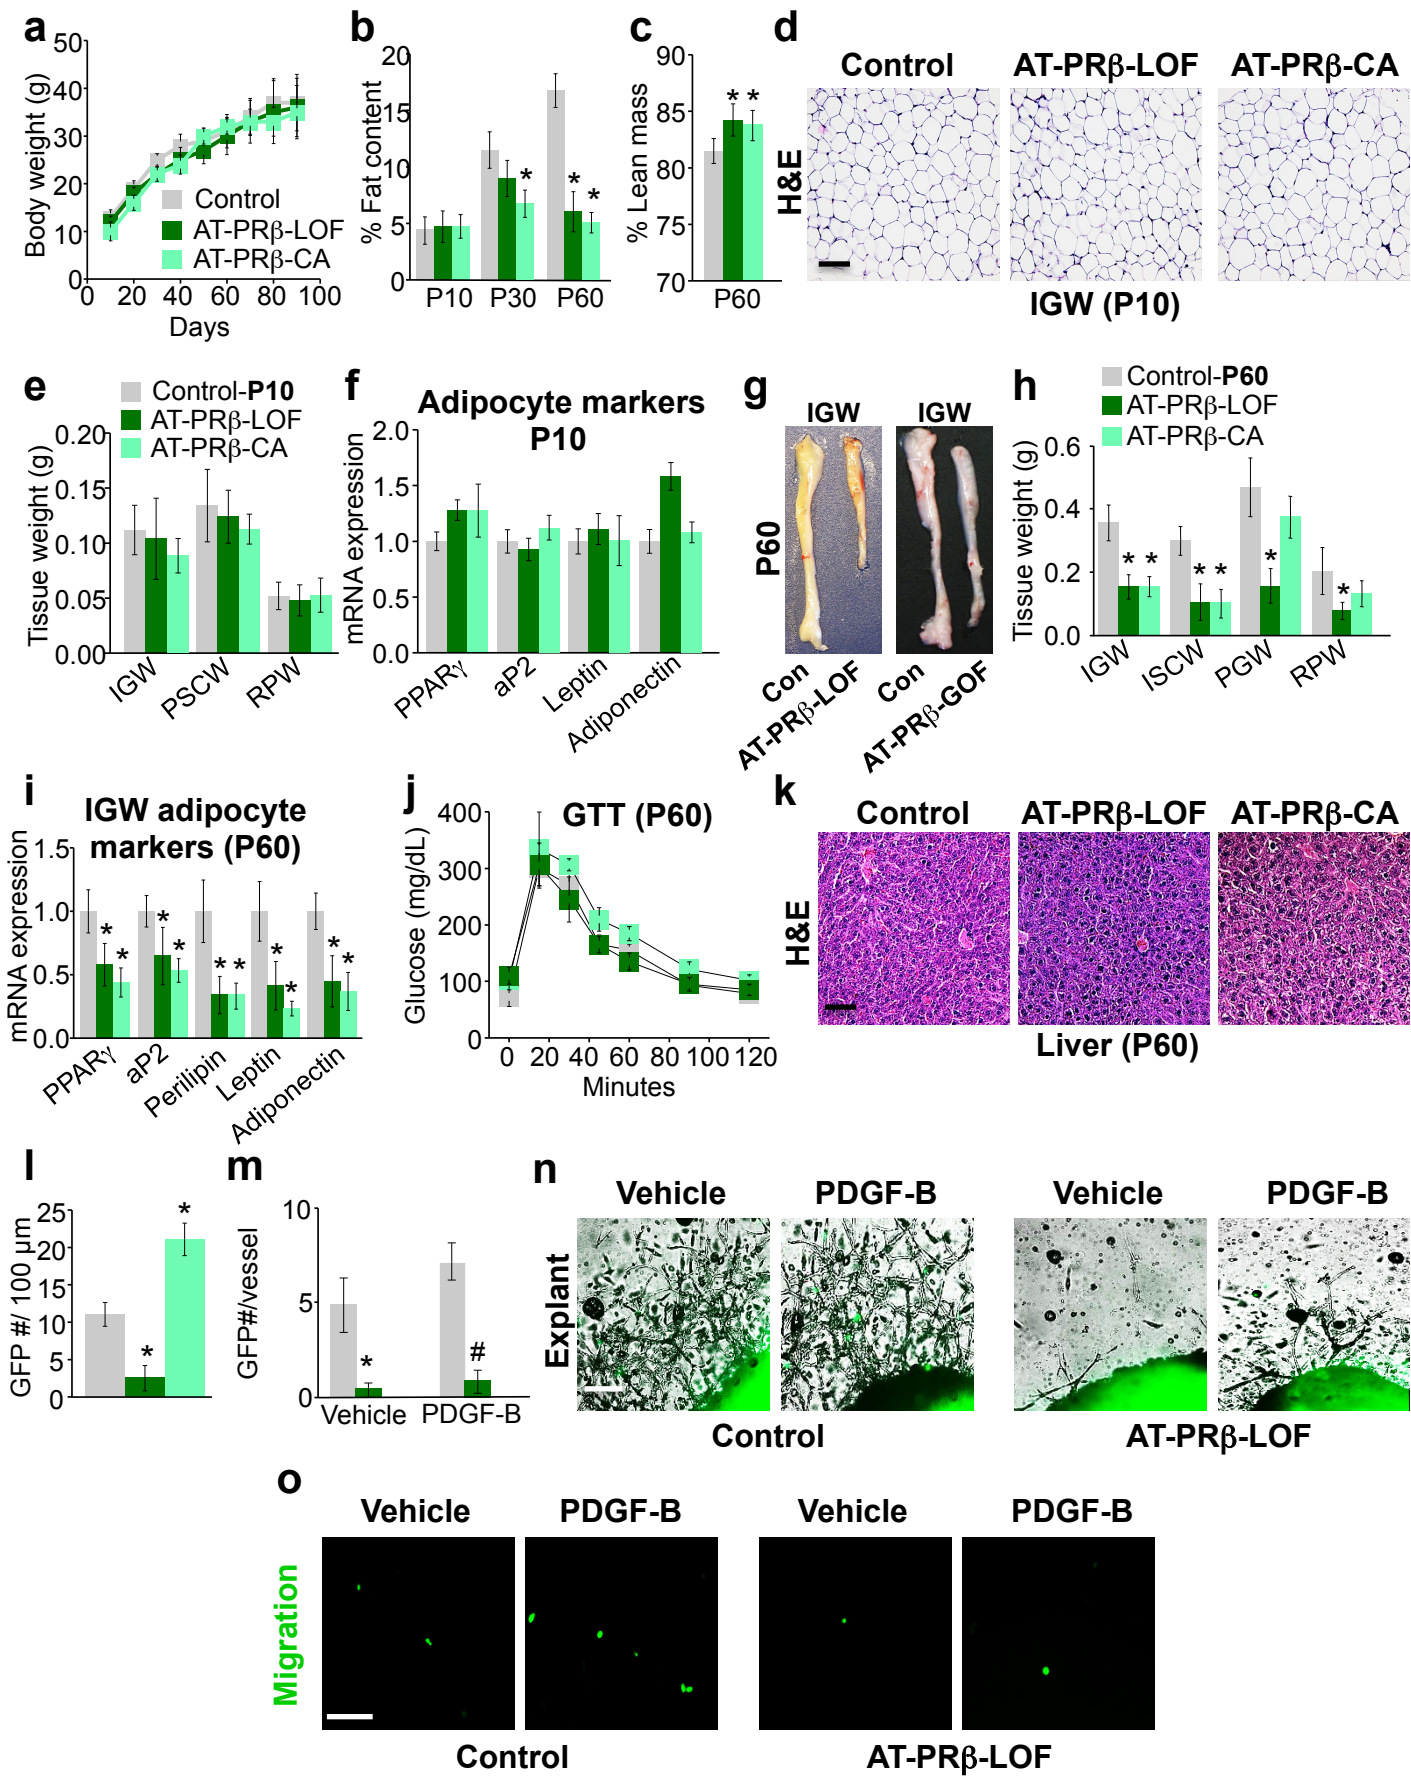 a
Body weight (g)
50
40
30
20
10
0
0 20 40 60 80 100
Days
Control
AT-PRβ-LOF
AT-PRβ-CA
b
% Fat content
20
15
10
5
0
P10 P30 P60
* * *
c
% Lean mass
90
85
80
75
70
* *
P60
d
Control AT-PRβ-LOF AT-PRβ-CA
H&E
IGW (P10)
e
Control-P10
AT-PRβ-LOF
AT-PRβ-CA
Tissue weight (g)
0.20
0.15
0.10
0.05
0.00
IGW PSCW RPW
f
Adipocyte markers
P10
mRNA expression
2.0
1.5
1.0
0.5
0.0
PPARγ aP2 Leptin Adiponectin
g
IGW IGW
P60
Con AT-PRβ-LOF Con AT-PRβ-GOF
h
Control-P60
AT-PRβ-LOF
AT-PRβ-CA
Tissue weight (g)
0.6
0.4
0.2
0.0
* * * * * *
IGW ISCW PGW RPW
i
IGW adipocyte
markers (P60)
mRNA expression
1.5
1.0
0.5
0.0
* * * * * * * * * *
PPARγ aP2 Perilipin Leptin Adiponectin
j
GTT (P60)
Glucose (mg/dL)
400
300
200
100
0
0 20 40 60 80 100 120
Minutes
k
Control AT-PRβ-LOF AT-PRβ-CA
H&E
Liver (P60)
l
GFP #/ 100 µm
25
20
15
10
5
0
* *
m
GFP#/vessel
10
5
0
* #
Vehicle PDGF-B
n
Vehicle PDGF-B Vehicle PDGF-B
Explant
Control AT-PRβ-LOF
o
Vehicle PDGF-B Vehicle PDGF-B
Migration
Control AT-PRβ-LOF